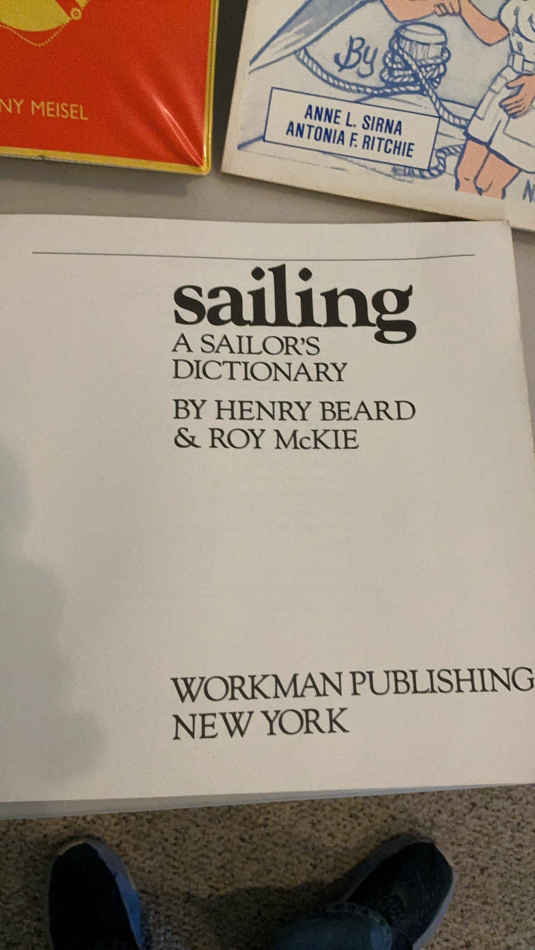 NY MEISEL
By
ANNE L. SIRNA
ANTONIA F. RITCHIE
N
sailing
A SAILOR'S
DICTIONARY
BY HENRY BEARD
& ROY McKIE
WORKMAN PUBLISHING
NEW YORK